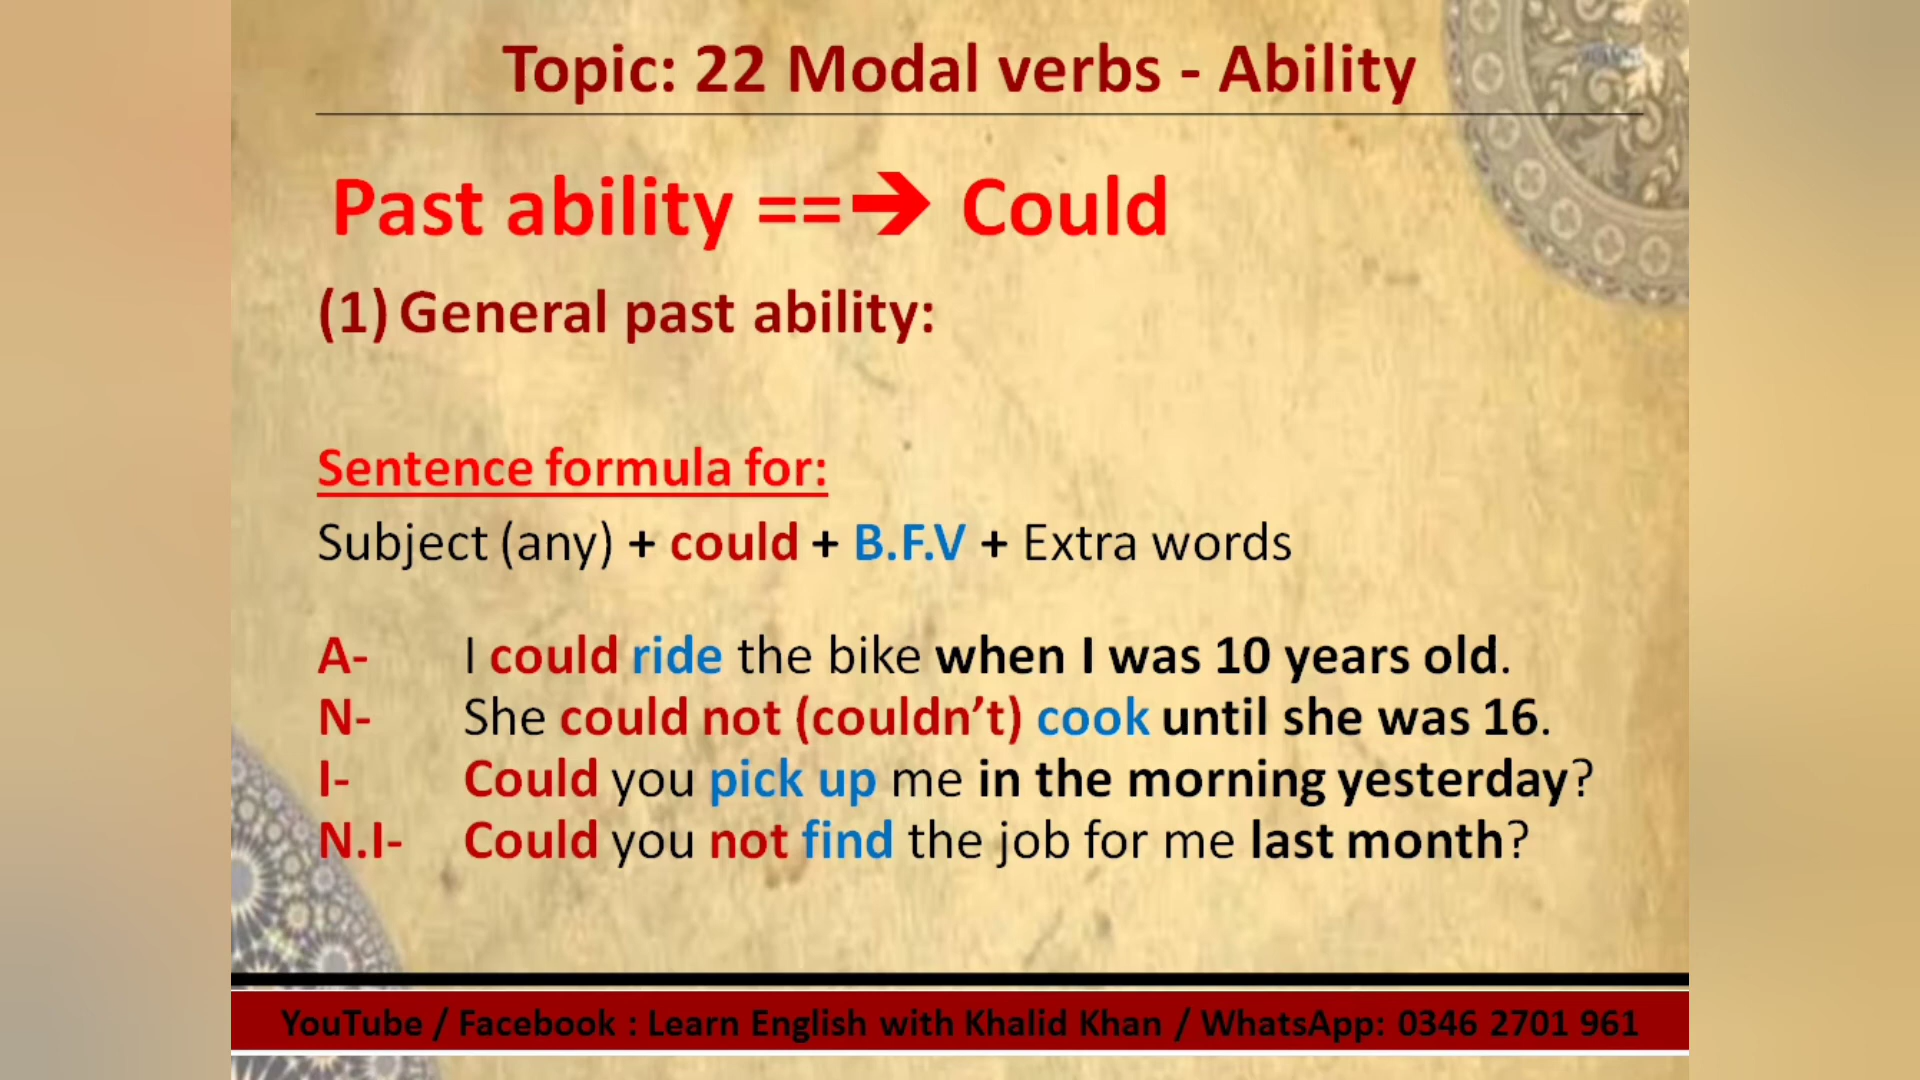 Topic: 22 Modal verbs - Ability
Past ability ==➔ Could
(1) General past ability:
Sentence formula for:
Subject (any) + could + B.F.V + Extra words
A- I could ride the bike when I was 10 years old.
N- She could not (couldn’t) cook until she was 16.
I- Could you pick up me in the morning yesterday?
N.I- Could you not find the job for me last month?
YouTube / Facebook : Learn English with Khalid Khan / WhatsApp: 0346 2701 961